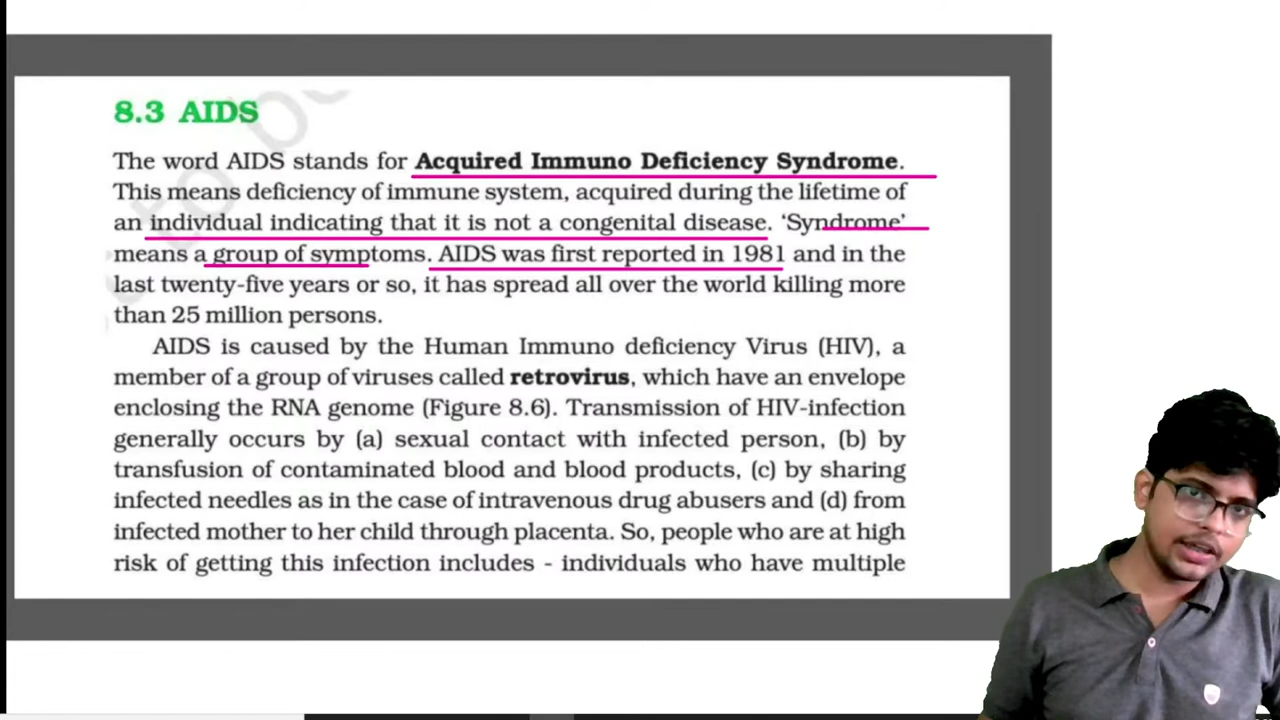 8.3 AIDS
The word AIDS stands for Acquired Immuno Deficiency Syndrome.
This means deficiency of immune system, acquired during the lifetime of
an individual indicating that it is not a congenital disease. ‘Syndrome’
means a group of symptoms. AIDS was first reported in 1981 and in the
last twenty-five years or so, it has spread all over the world killing more
than 25 million persons.
AIDS is caused by the Human Immuno deficiency Virus (HIV), a
member of a group of viruses called retrovirus, which have an envelope
enclosing the RNA genome (Figure 8.6). Transmission of HIV-infection
generally occurs by (a) sexual contact with infected person, (b) by
transfusion of contaminated blood and blood products, (c) by sharing
infected needles as in the case of intravenous drug abusers and (d) from
infected mother to her child through placenta. So, people who are at high
risk of getting this infection includes - individuals who have multiple